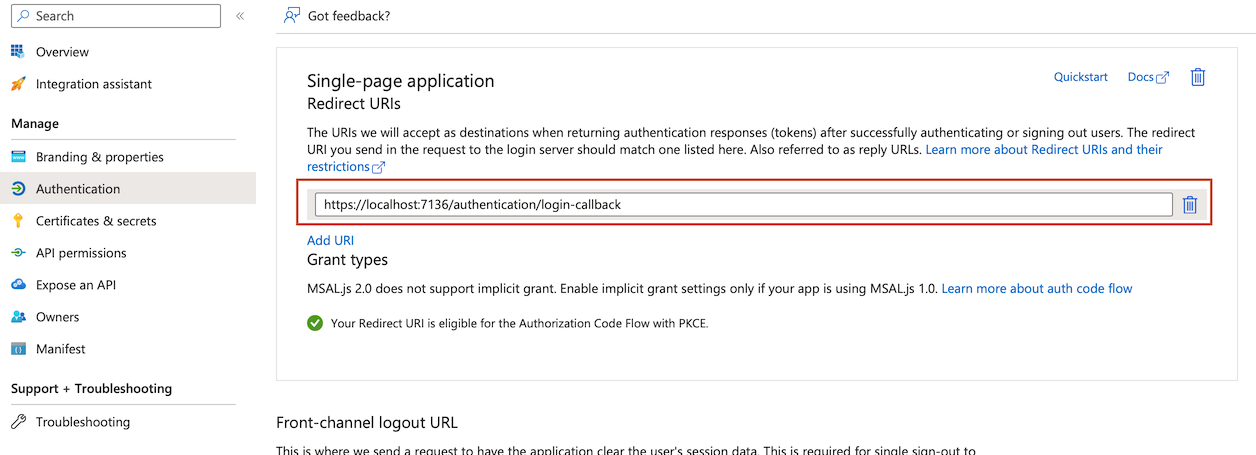 Search
«
Overview
Integration assistant
Manage
Branding & properties
Authentication
Certificates & secrets
API permissions
Expose an API
Owners
Manifest
Support + Troubleshooting
Troubleshooting
Got feedback?
Single-page application
Quickstart
Docs
Redirect URIs
The URIs we will accept as destinations when returning authentication responses (tokens) after successfully authenticating or signing out users. The redirect
URI you send in the request to the login server should match one listed here. Also referred to as reply URLs. Learn more about Redirect URIs and their
restrictions
https://localhost:7136/authentication/login-callback
Add URI
Grant types
MSAL.js 2.0 does not support implicit grant. Enable implicit grant settings only if your app is using MSAL.js 1.0. Learn more about auth code flow
Your Redirect URI is eligible for the Authorization Code Flow with PKCE.
Front-channel logout URL
This is where we send a request to have the application clear the user's session data. This is required for single sign-out to